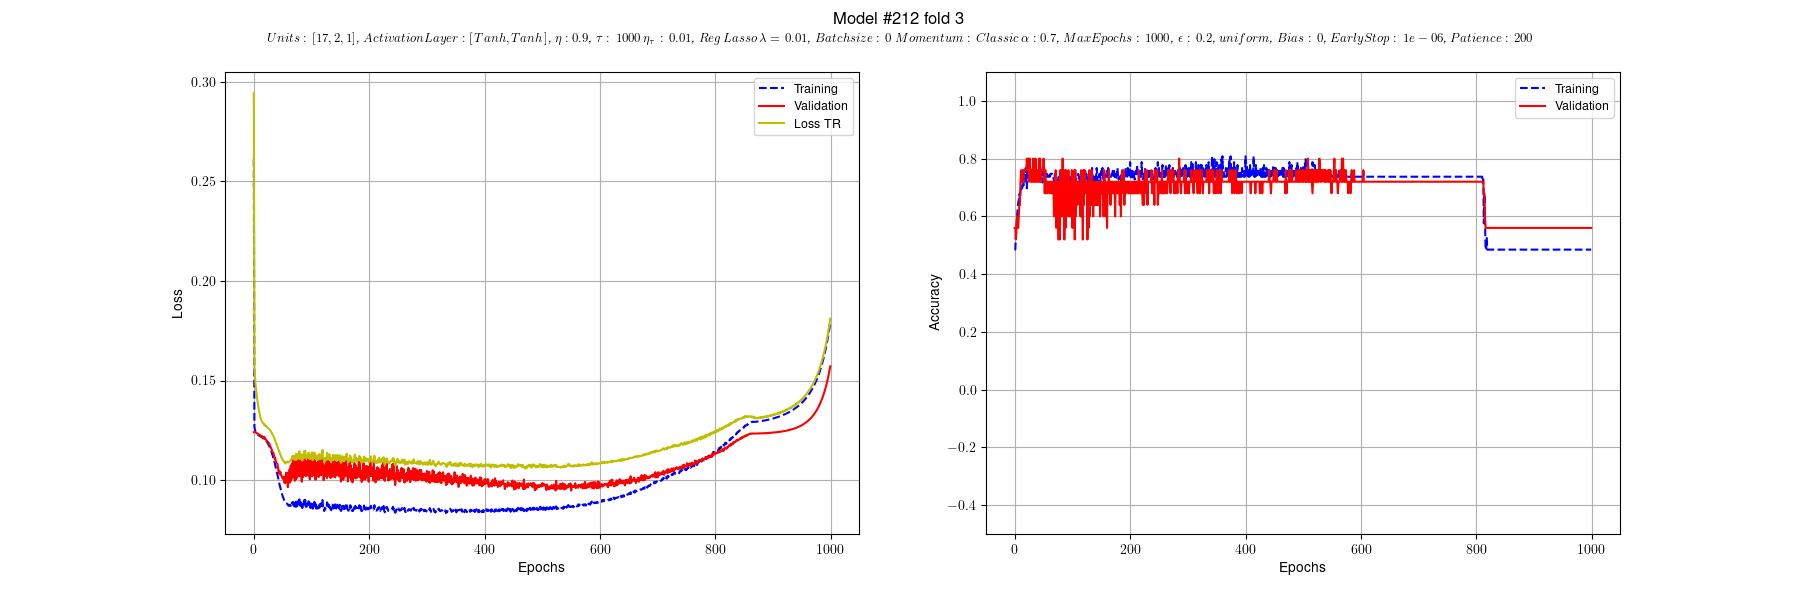 Model #212 fold 3
Units : [17, 2, 1], ActivationLayer : [Tanh, Tanh], η : 0.9, τ : 1000 η_τ : 0.01, Reg Lasso λ = 0.01, Batchsize : 0 Momentum : Classic α : 0.7, MaxEpochs : 1000, ϵ : 0.2, uniform, Bias : 0, EarlyStop : 1e − 06, Patience : 200
0.30
0.25
0.20
0.15
0.10
Loss
0 200 400 600 800 1000
Epochs
Training
Validation
Loss TR
1.0
0.8
0.6
0.4
0.2
0.0
−0.2
−0.4
Accuracy
0 200 400 600 800 1000
Epochs
Training
Validation